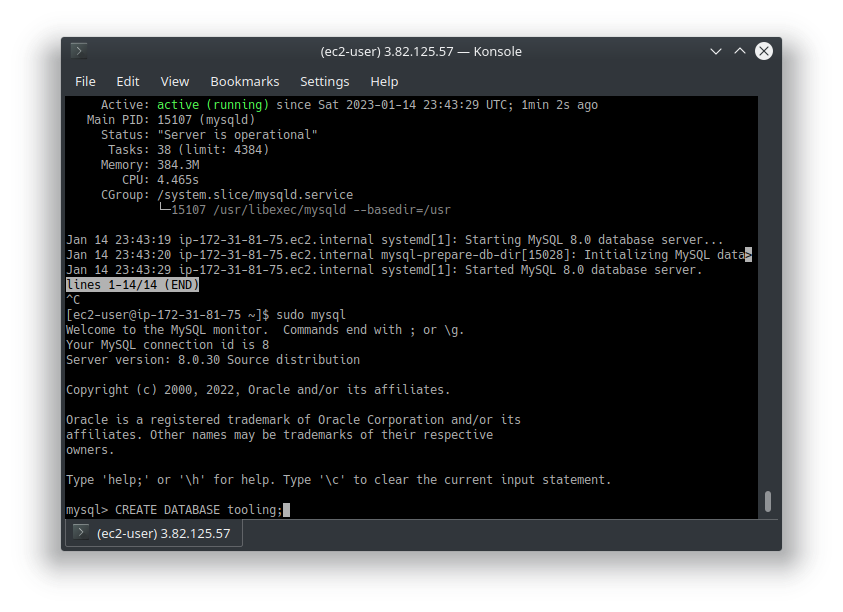 (ec2-user) 3.82.125.57 — Konsole
File Edit View Bookmarks Settings Help
Active: active (running) since Sat 2023-01-14 23:43:29 UTC; 1min 2s ago
Main PID: 15107 (mysqld)
Status: "Server is operational"
Tasks: 38 (limit: 4384)
Memory: 384.3M
CPU: 4.465s
CGroup: /system.slice/mysqld.service
└─15107 /usr/libexec/mysqld --basedir=/usr
Jan 14 23:43:19 ip-172-31-81-75.ec2.internal systemd[1]: Starting MySQL 8.0 database server...
Jan 14 23:43:20 ip-172-31-81-75.ec2.internal mysql-prepare-db-dir[15028]: Initializing MySQL data>
Jan 14 23:43:29 ip-172-31-81-75.ec2.internal systemd[1]: Started MySQL 8.0 database server.
lines 1-14/14 (END)
^C
[ec2-user@ip-172-31-81-75 ~]$ sudo mysql
Welcome to the MySQL monitor.  Commands end with ; or \g.
Your MySQL connection id is 8
Server version: 8.0.30 Source distribution
Copyright (c) 2000, 2022, Oracle and/or its affiliates.
Oracle is a registered trademark of Oracle Corporation and/or its
affiliates. Other names may be trademarks of their respective
owners.
Type 'help;' or '\h' for help. Type '\c' to clear the current input statement.
mysql> CREATE DATABASE tooling;
(ec2-user) 3.82.125.57